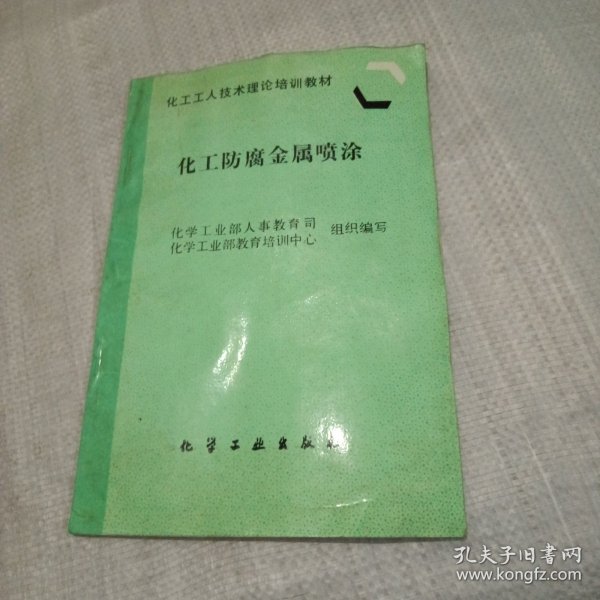 化工工人技术理论培训教材
化工防腐金属喷涂
化学工业部人事教育司
化学工业部教育培训中心
组织编写
化学工业出版
孔夫子旧书网
www.kongfz.com